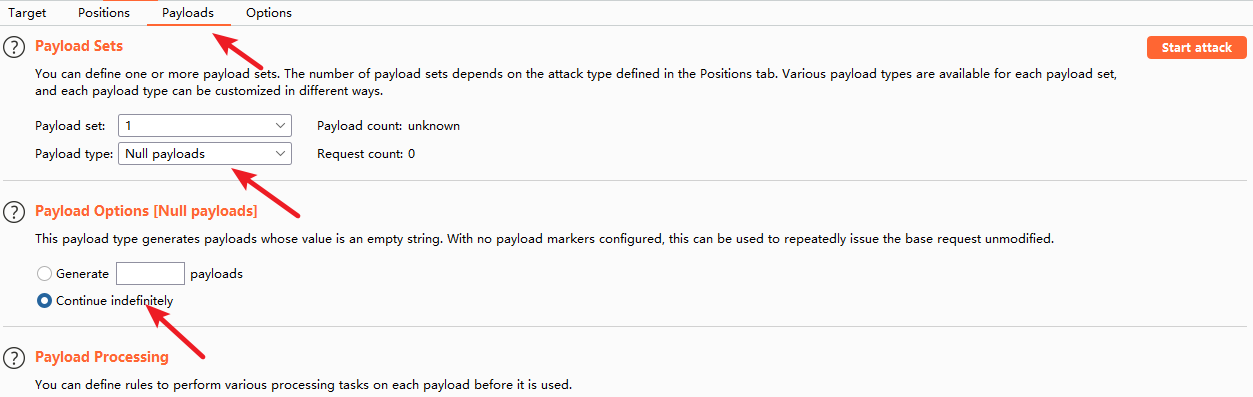 Target Positions Payloads Options
Payload Sets
Start attack
You can define one or more payload sets. The number of payload sets depends on the attack type defined in the Positions tab. Various payload types are available for each payload set,
and each payload type can be customized in different ways.
Payload set: 1 Payload count: unknown
Payload type: Null payloads Request count: 0
Payload Options [Null payloads]
This payload type generates payloads whose value is an empty string. With no payload markers configured, this can be used to repeatedly issue the base request unmodified.
Generate payloads
Continue indefinitely
Payload Processing
You can define rules to perform various processing tasks on each payload before it is used.